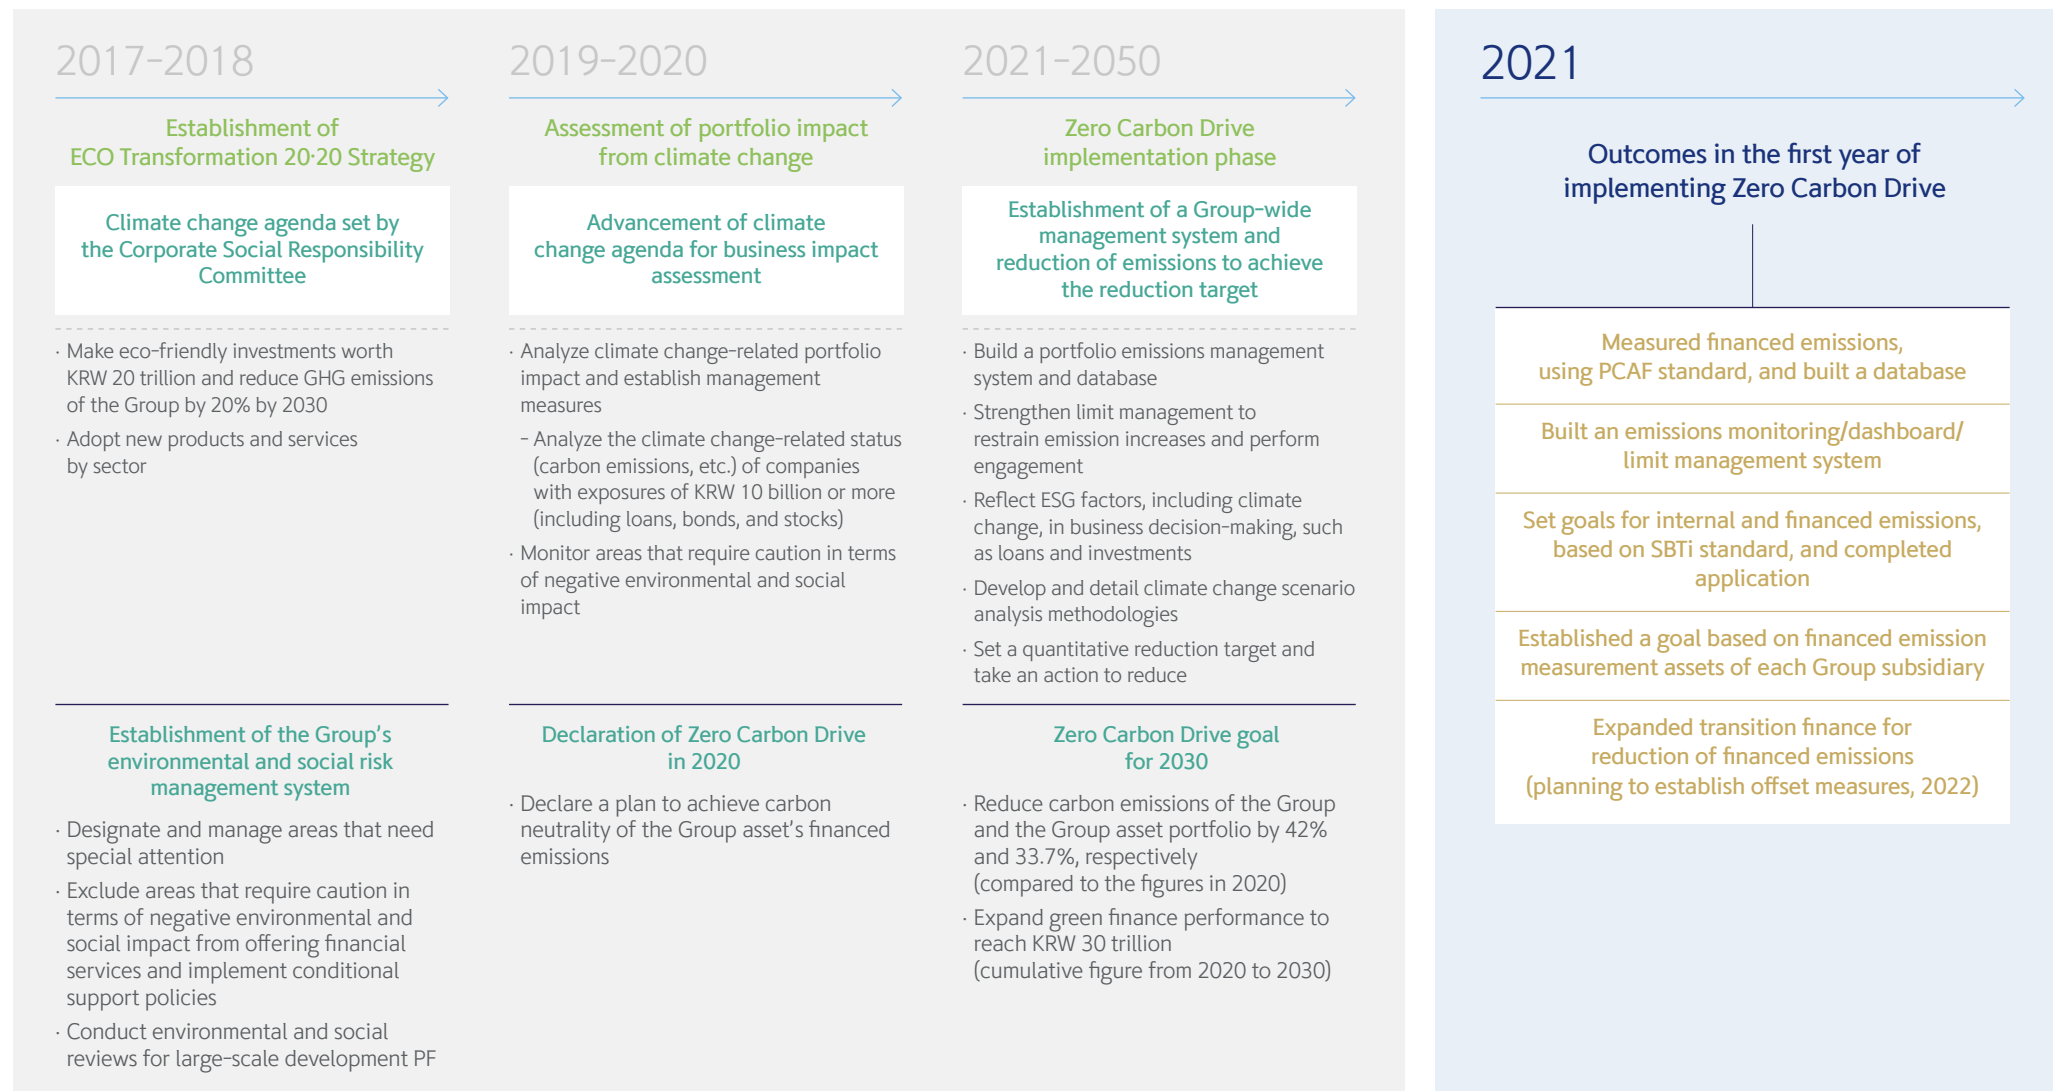 2017-2018
Establishment of
ECO Transformation 20·20 Strategy
Climate change agenda set by
the Corporate Social Responsibility
Committee
· Make eco-friendly investments worth
KRW 20 trillion and reduce GHG emissions
of the Group by 20% by 2030
· Adopt new products and services
by sector
Establishment of the Group's
environmental and social risk
management system
· Designate and manage areas that need
special attention
· Exclude areas that require caution in
terms of negative environmental and
social impact from offering financial
services and implement conditional
support policies
· Conduct environmental and social
reviews for large-scale development PF
2019-2020
Assessment of portfolio impact
from climate change
Advancement of climate
change agenda for business impact
assessment
· Analyze climate change-related portfolio
impact and establish management
measures
- Analyze the climate change-related status
(carbon emissions, etc.) of companies
with exposures of KRW 10 billion or more
(including loans, bonds, and stocks)
· Monitor areas that require caution in terms
of negative environmental and social
impact
Declaration of Zero Carbon Drive
in 2020
· Declare a plan to achieve carbon
neutrality of the Group asset's financed
emissions
2021-2050
Zero Carbon Drive
implementation phase
Establishment of a Group-wide
management system and
reduction of emissions to achieve
the reduction target
· Build a portfolio emissions management
system and database
· Strengthen limit management to
restrain emission increases and perform
engagement
· Reflect ESG factors, including climate
change, in business decision-making, such
as loans and investments
· Develop and detail climate change scenario
analysis methodologies
· Set a quantitative reduction target and
take an action to reduce
Zero Carbon Drive goal
for 2030
· Reduce carbon emissions of the Group
and the Group asset portfolio by 42%
and 33.7%, respectively
(compared to the figures in 2020)
· Expand green finance performance to
reach KRW 30 trillion
(cumulative figure from 2020 to 2030)
2021
Outcomes in the first year of
implementing Zero Carbon Drive
Measured financed emissions,
using PCAF standard, and built a database
Built an emissions monitoring/dashboard/
limit management system
Set goals for internal and financed emissions,
based on SBTi standard, and completed
application
Established a goal based on financed emission
measurement assets of each Group subsidiary
Expanded transition finance for
reduction of financed emissions
(planning to establish offset measures, 2022)